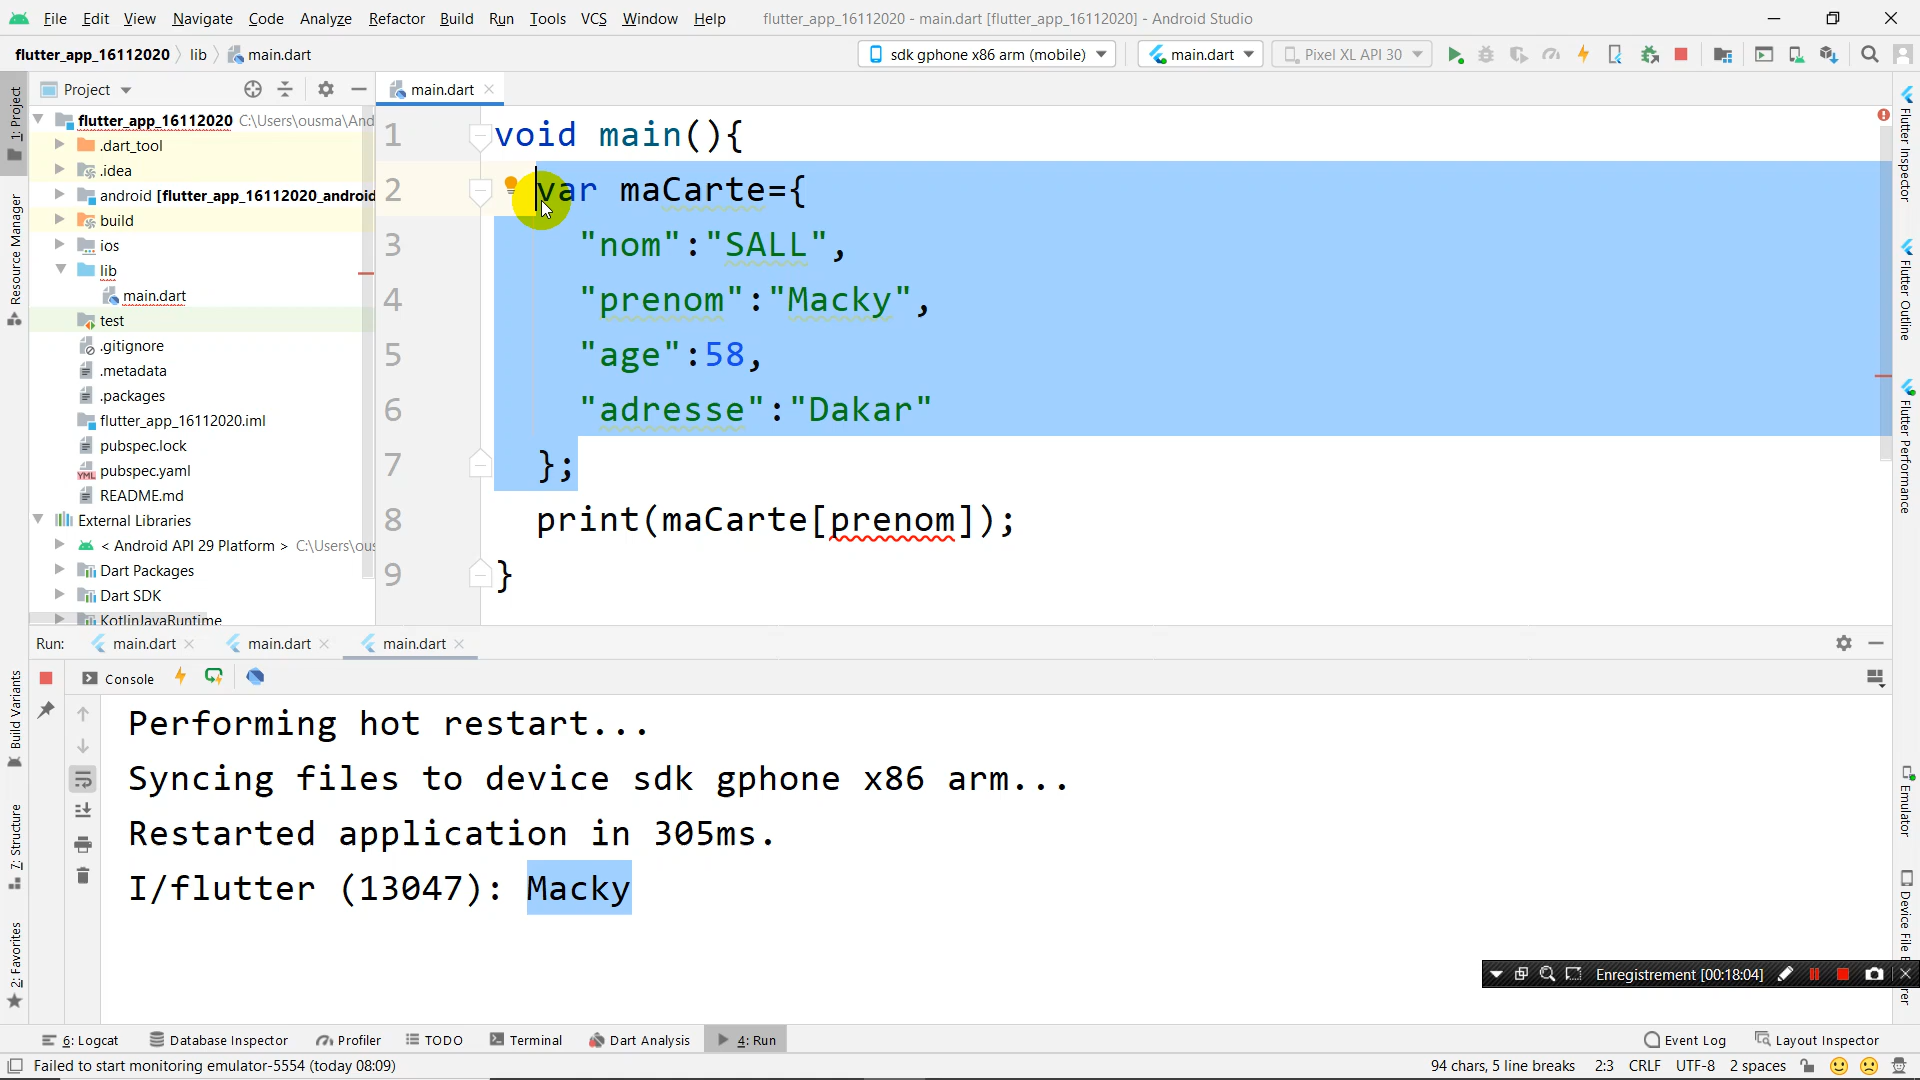 File Edit View Navigate Code Analyze Refactor Build Run Tools VCS Window Help flutter_app_16112020 - main.dart [flutter_app_16112020] - Android Studio
flutter_app_16112020 lib main.dart sdk gphone x86 arm (mobile) main.dart Pixel XL API 30
1: Project
Resource Manager
Build Variants
7: Structure
2: Favorites
Project
flutter_app_16112020 C:\Users\ousma\And
.dart_tool
.idea
android [flutter_app_16112020_android
build
ios
lib
main.dart
test
.gitignore
.metadata
.packages
flutter_app_16112020.iml
pubspec.lock
pubspec.yaml
README.md
External Libraries
< Android API 29 Platform > C:\Users\ous
Dart Packages
Dart SDK
KotlinJavaRuntime
main.dart
1 void main(){
2 var maCarte={
3 "nom":"SALL",
4 "prenom":"Macky",
5 "age":58,
6 "adresse":"Dakar"
7 };
8 print(maCarte[prenom]);
9 }
Flutter Inspector
Flutter Outline
Flutter Performance
Emulator
Device File E
rer
Run: main.dart main.dart main.dart
Console
Performing hot restart...
Syncing files to device sdk gphone x86 arm...
Restarted application in 305ms.
I/flutter (13047): Macky
Enregistrement [00:18:04]
6: Logcat Database Inspector Profiler TODO Terminal Dart Analysis 4: Run Event Log Layout Inspector
Failed to start monitoring emulator-5554 (today 08:09) 94 chars, 5 line breaks 2:3 CRLF UTF-8 2 spaces